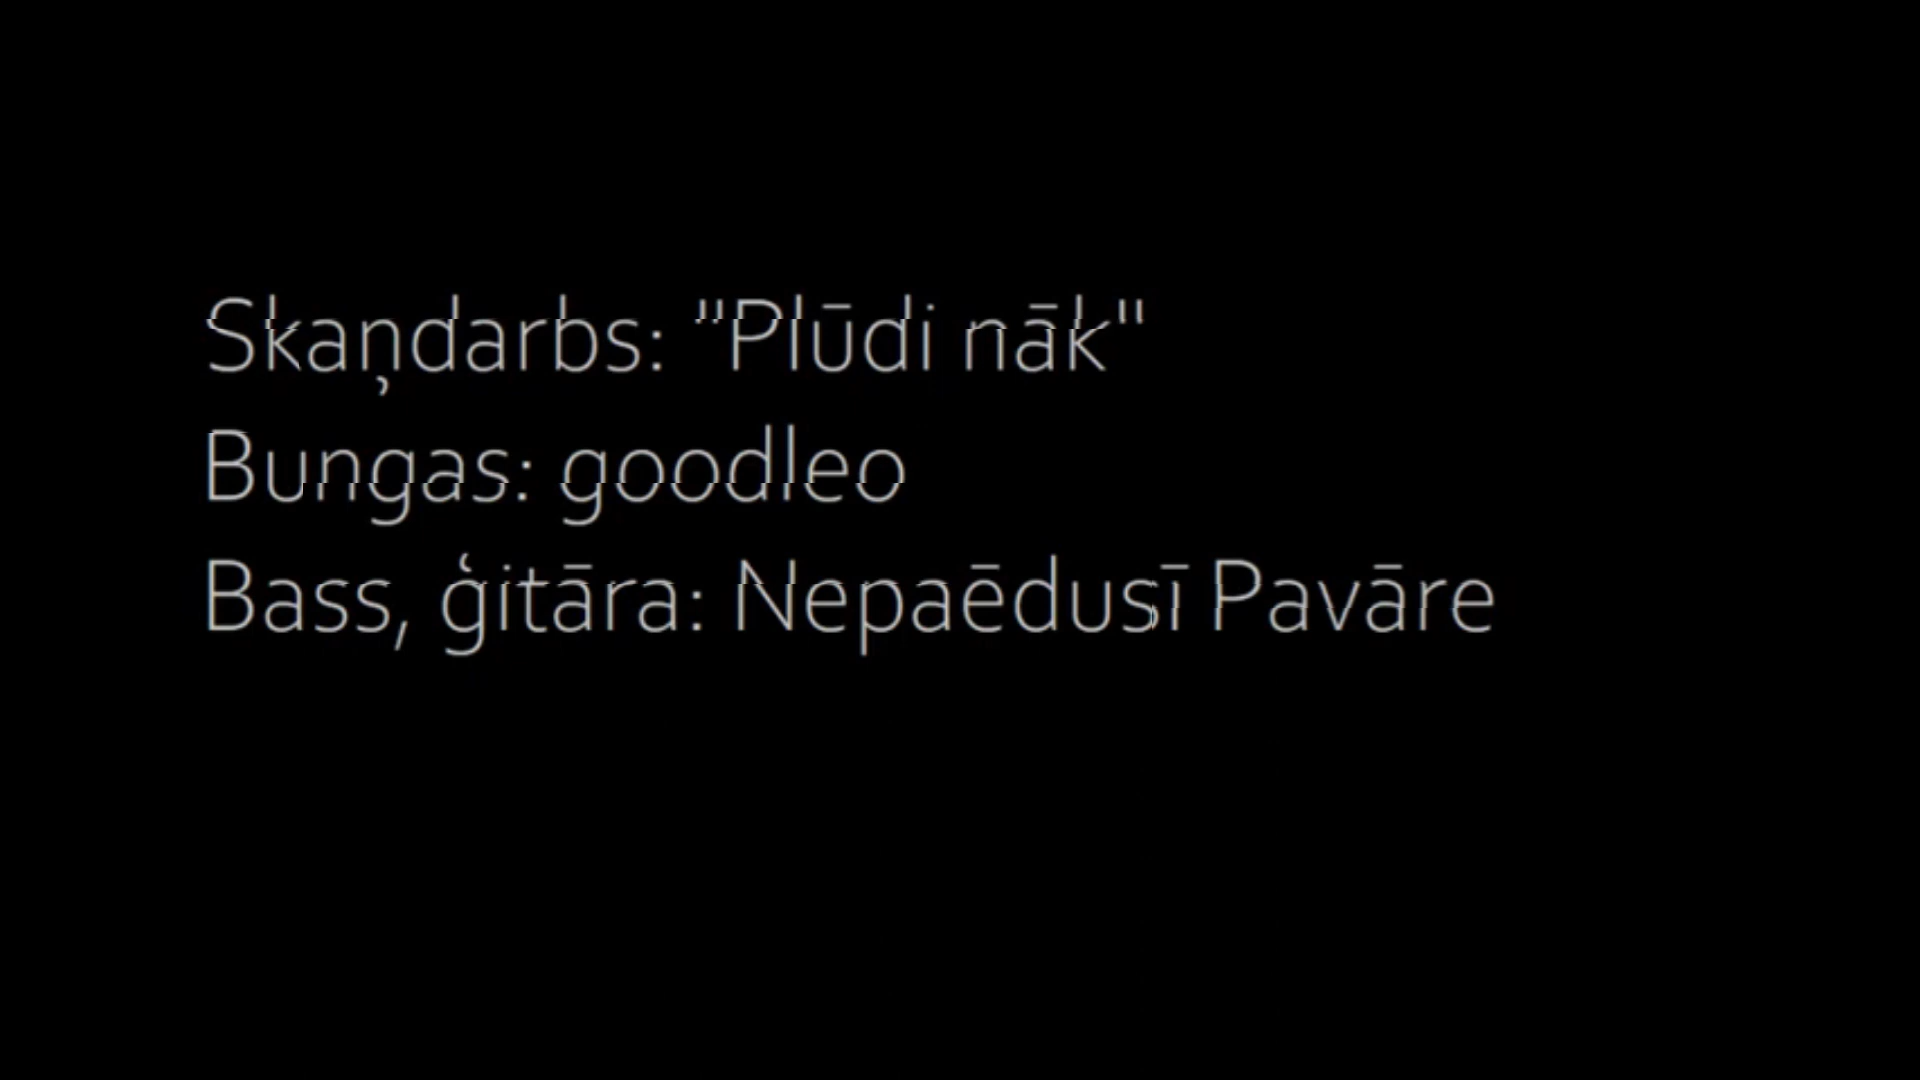 Skaņdarbs: "Plūdi nāk"
Bungas: goodleo
Bass, ģitāra: Nepaēdusī Pavāre